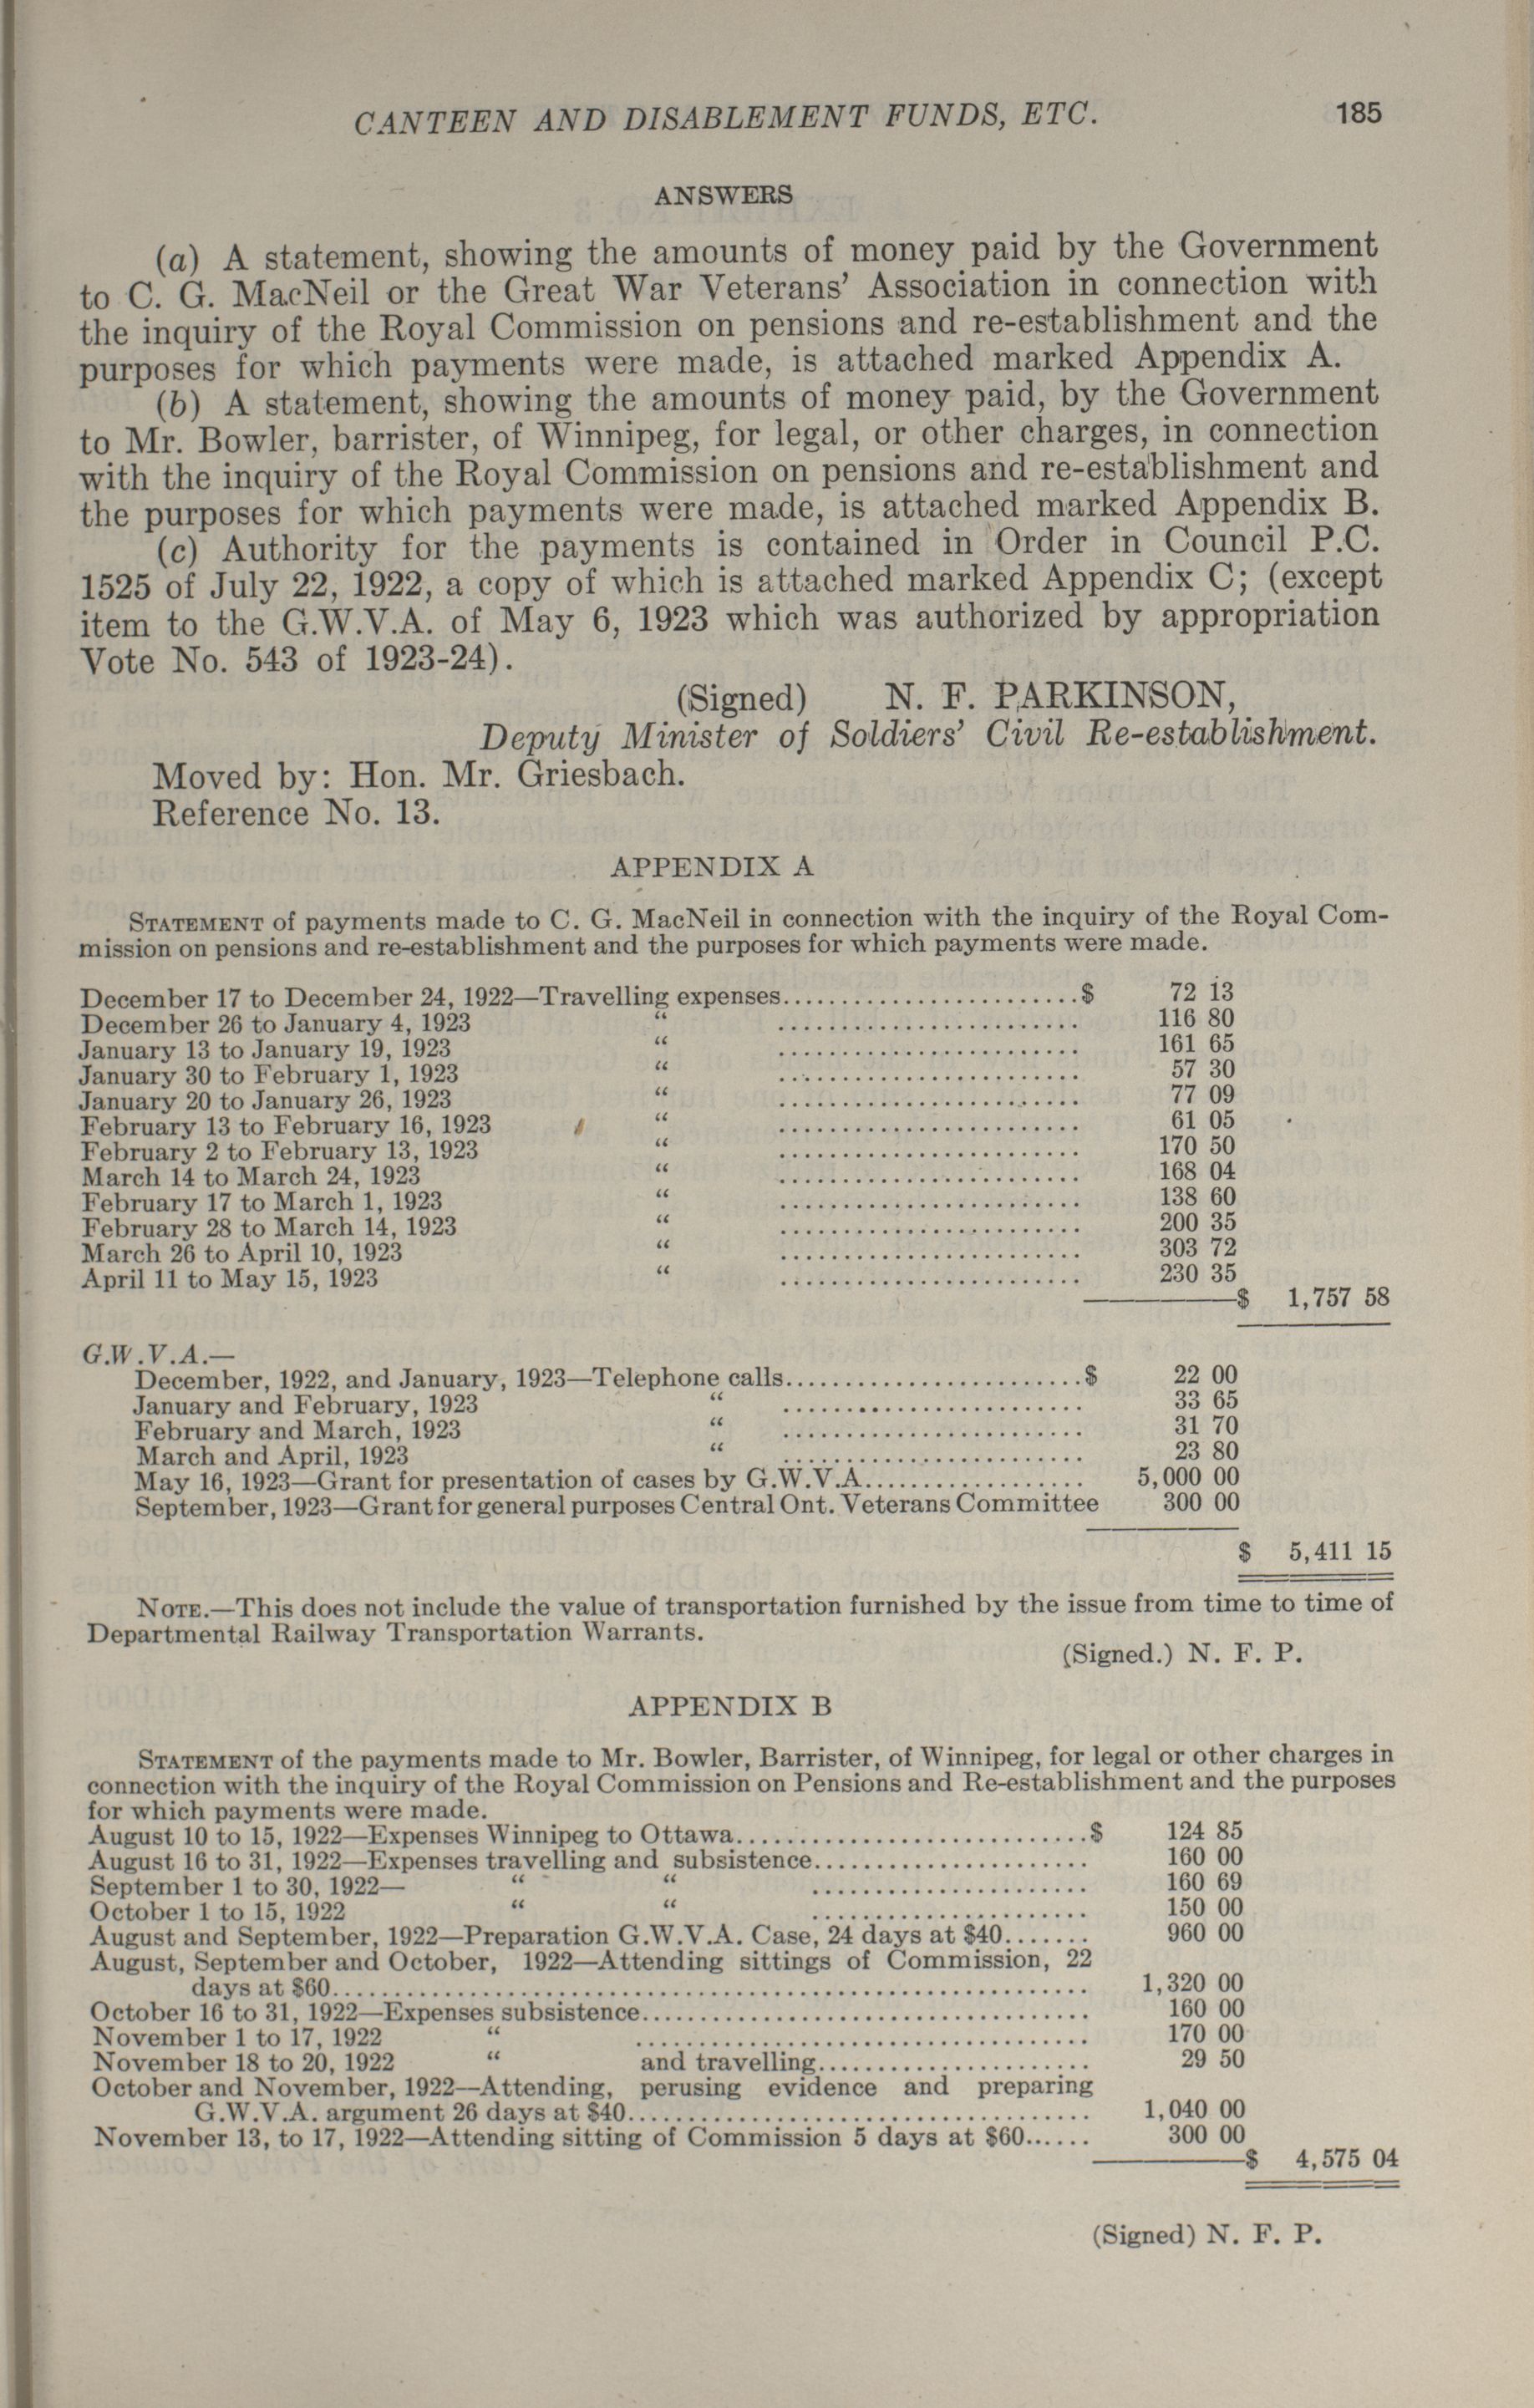 CANTEEN AND DISABLEMENT FUNDS, ETC. 185
ANSWERS
(a) A statement, showing the amounts of money paid by the Government
to C. G. MacNeil or the Great War Veterans' Association in connection with
the inquiry of the Royal Commission on pensions and re-establishment and the
purposes for which payments were made, is attached marked Appendix A.
(b) A statement, showing the amounts of money paid, by the Government
to Mr. Bowler, barrister, of Winnipeg, for legal, or other charges, in connection
with the inquiry of the Royal Commission on pensions and re-establishment and
the purposes for which payments were made, is attached marked Appendix B.
(c) Authority for the payments is contained in Order in Council P.C.
1525 of July 22, 1922, a copy of which is attached marked Appendix C; (except
item to the G.W.V.A. of May 6, 1923 which was authorized by appropriation
Vote No. 543 of 1923-24).
(Signed) N. F. PARKINSON,
Deputy Minister of Soldiers' Civil Re-establishment.
Moved by: Hon. Mr. Griesbach.
Reference No. 13.
APPENDIX A
STATEMENT of payments made to C. G. MacNeil in connection with the inquiry of the Royal Com-
mission on pensions and re-establishment and the purposes for which payments were made.
December 17 to December 24, 1922—Travelling expenses..........................$ 72 13
December 26 to January 4, 1923 " .......................... 116 80
January 13 to January 19, 1923 " .......................... 161 65
January 30 to February 1, 1923 " .......................... 57 30
January 20 to January 26, 1923 " .......................... 77 09
February 13 to February 16, 1923 " .......................... 61 05
February 2 to February 13, 1923 " .......................... 170 50
March 14 to March 24, 1923 " .......................... 168 04
February 17 to March 1, 1923 " .......................... 138 60
February 28 to March 14, 1923 " .......................... 200 35
March 26 to April 10, 1923 " .......................... 303 72
April 11 to May 15, 1923 " .......................... 230 35
$ 1,757 58
G.W.V.A.—
December, 1922, and January, 1923—Telephone calls..........................$ 22 00
January and February, 1923 " .......................... 33 65
February and March, 1923 " .......................... 31 70
March and April, 1923 " .......................... 23 80
May 16, 1923—Grant for presentation of cases by G.W.V.A................... 5,000 00
September, 1923—Grant for general purposes Central Ont. Veterans Committee 300 00
$ 5,411 15
NOTE.—This does not include the value of transportation furnished by the issue from time to time of
Departmental Railway Transportation Warrants.
(Signed.) N. F. P.
APPENDIX B
STATEMENT of the payments made to Mr. Bowler, Barrister, of Winnipeg, for legal or other charges in
connection with the inquiry of the Royal Commission on Pensions and Re-establishment and the purposes
for which payments were made.
August 10 to 15, 1922—Expenses Winnipeg to Ottawa..............................$ 124 85
August 16 to 31, 1922—Expenses travelling and subsistence....................... 160 00
September 1 to 30, 1922— " " ....................... 160 69
October 1 to 15, 1922 " " ....................... 150 00
August and September, 1922—Preparation G.W.V.A. Case, 24 days at $40....... 960 00
August, September and October, 1922—Attending sittings of Commission, 22
days at $60.................................................................. 1,320 00
October 16 to 31, 1922—Expenses subsistence...................................... 160 00
November 1 to 17, 1922 " ...................................... 170 00
November 18 to 20, 1922 " and travelling...................... 29 50
October and November, 1922—Attending, perusing evidence and preparing
G.W.V.A. argument 26 days at $40...................................... 1,040 00
November 13, to 17, 1922—Attending sitting of Commission 5 days at $60...... 300 00
$ 4,575 04
(Signed) N. F. P.